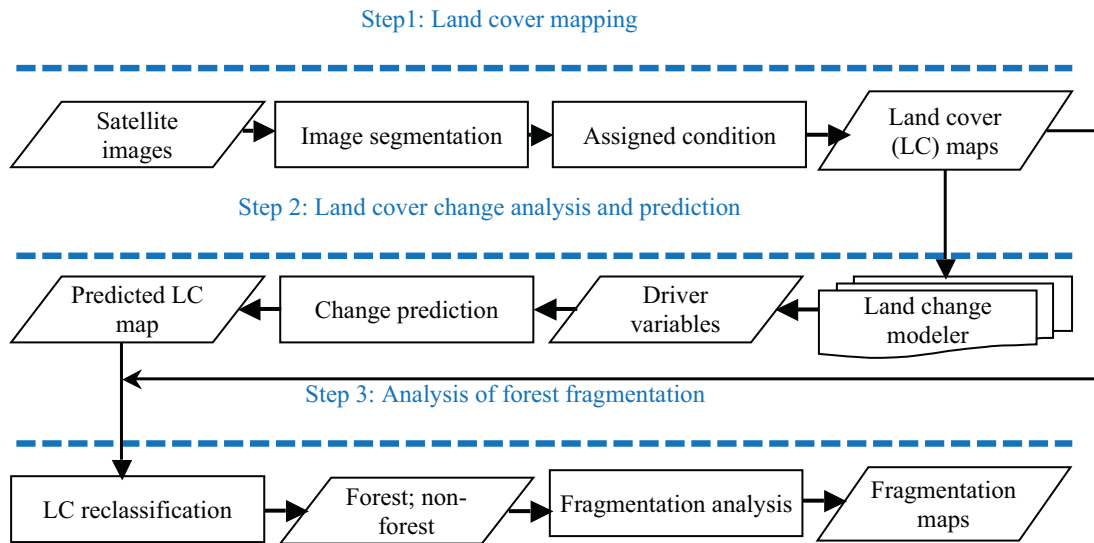 Step1: Land cover mapping
Satellite
images
Image segmentation
Assigned condition
Land cover
(LC) maps
Step 2: Land cover change analysis and prediction
Predicted LC
map
Change prediction
Driver
variables
Land change
modeler
Step 3: Analysis of forest fragmentation
LC reclassification
Forest; non-
forest
Fragmentation analysis
Fragmentation
maps